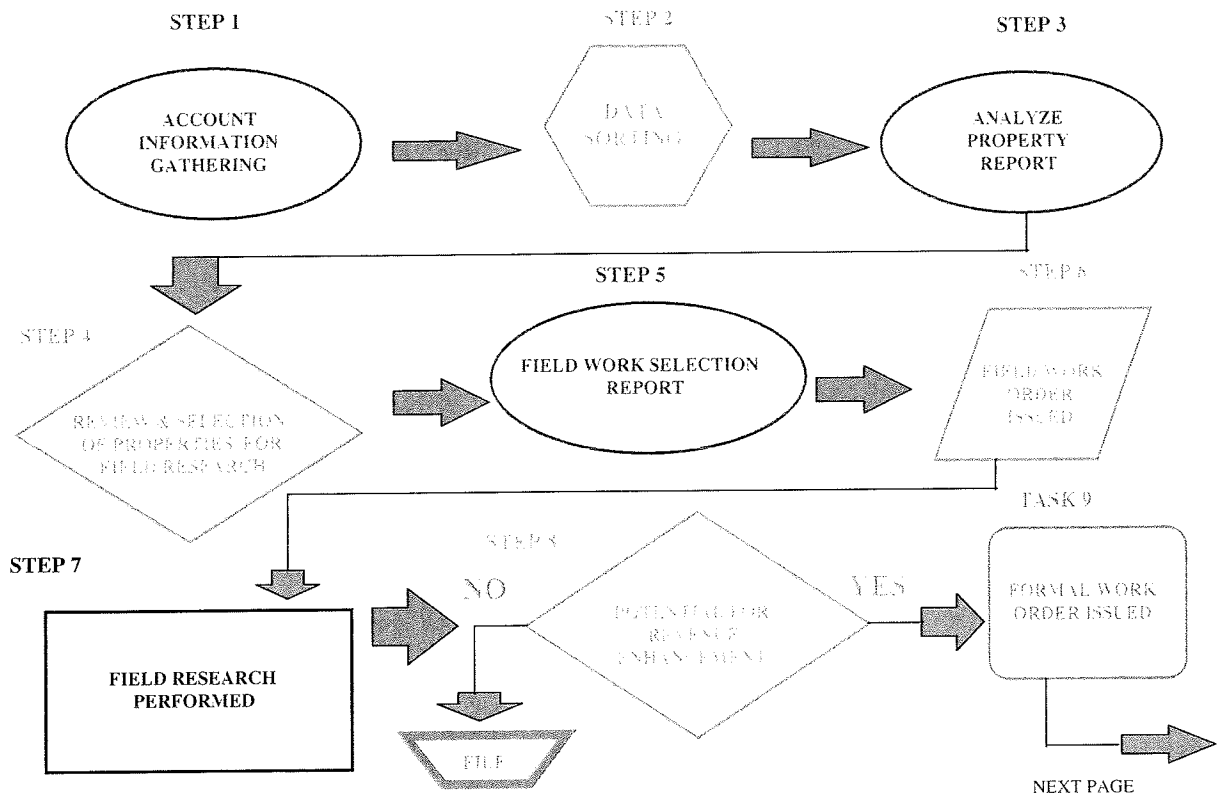 STEP 1
STEP 2
STEP 3
ACCOUNT
INFORMATION
GATHERING
DATA
SORTING
ANALYZE
PROPERTY
REPORT
STEP 4
STEP 5
STEP 6
REVIEW & SELECTION
OF PROPERTIES FOR
FIELD RESEARCH
FIELD WORK SELECTION
REPORT
FIELD WORK
ORDER
ISSUED
STEP 7
STEP 8
TASK 9
FIELD RESEARCH
PERFORMED
NO
POTENTIAL FOR
REVENUE
ENHANCEMENT
YES
FORMAL WORK
ORDER ISSUED
FILE
NEXT PAGE